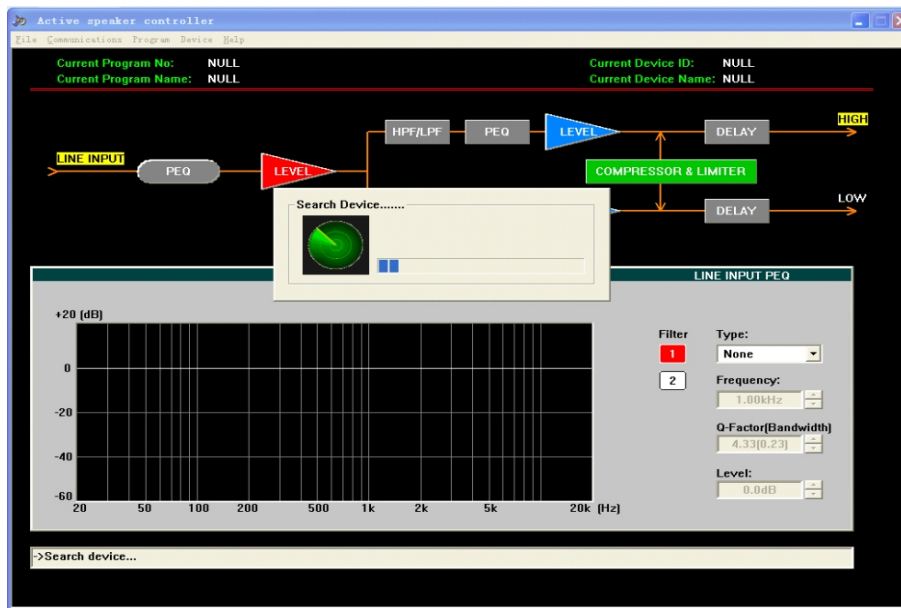 Active speaker controller
File Communications Program Device Help
Current Program No: NULL
Current Program Name: NULL
Current Device ID: NULL
Current Device Name: NULL
LINE INPUT
PEQ
LEVEL
HPF/LPF
PEQ
LEVEL
DELAY
HIGH
COMPRESSOR & LIMITER
DELAY
LOW
Search Device.......
LINE INPUT PEQ
+20 (dB)
0
-20
-40
-60
20 50 100 200 500 1k 2k 5k 20k (Hz)
Filter
1
2
Type:
None
Frequency:
1.00kHz
Q-Factor(Bandwidth)
4.33(0.23)
Level:
0.0dB
->Search device...